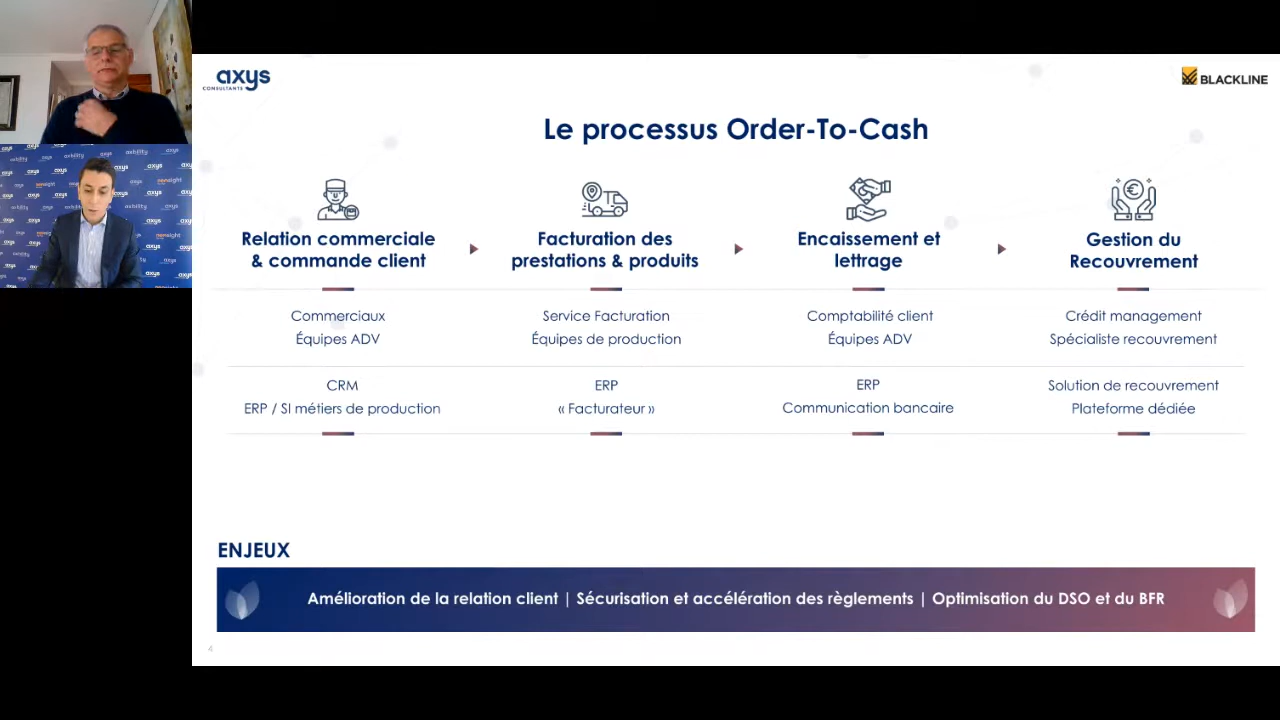 axys
CONSULTANTS
BLACKLINE
Le processus Order-To-Cash
Relation commerciale
& commande client
Facturation des
prestations & produits
Encaissement et
lettrage
Gestion du
Recouvrement
Commerciaux
Équipes ADV
Service Facturation
Équipes de production
Comptabilité client
Équipes ADV
Crédit management
Spécialiste recouvrement
CRM
ERP / SI métiers de production
ERP
« Facturateur »
ERP
Communication bancaire
Solution de recouvrement
Plateforme dédiée
ENJEUX
Amélioration de la relation client | Sécurisation et accélération des règlements | Optimisation du DSO et du BFR
4